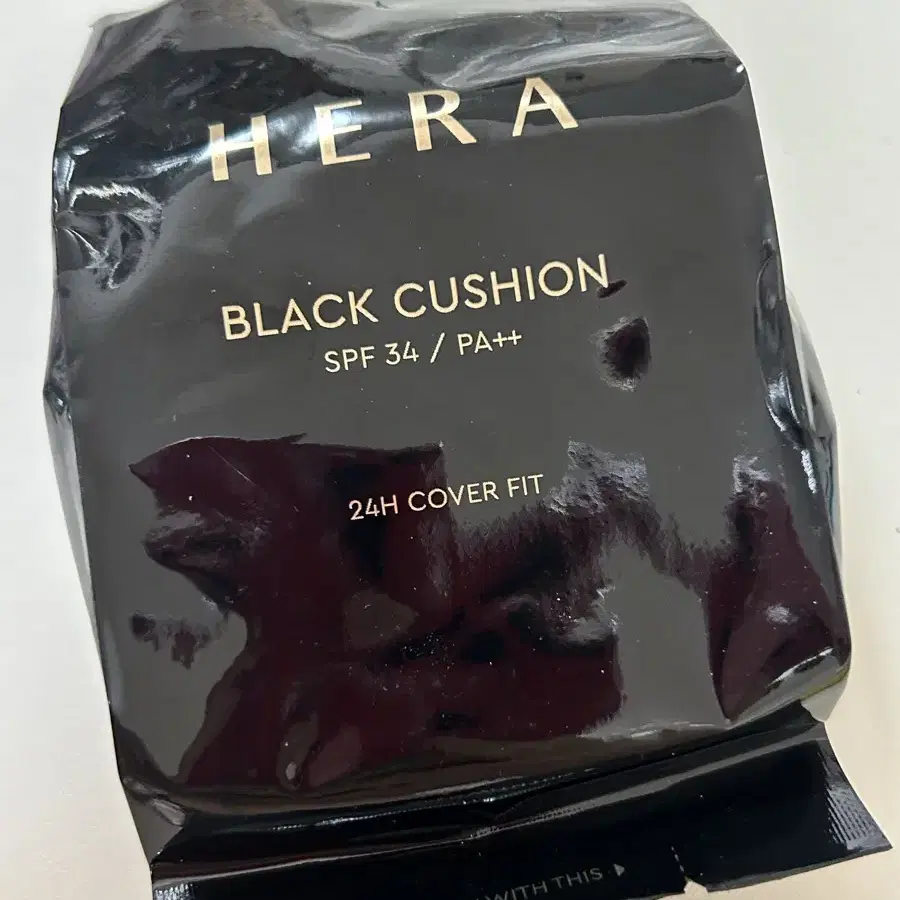 HERA
BLACK CUSHION
SPF 34 / PA++
24H COVER FIT
WITH THIS ▶